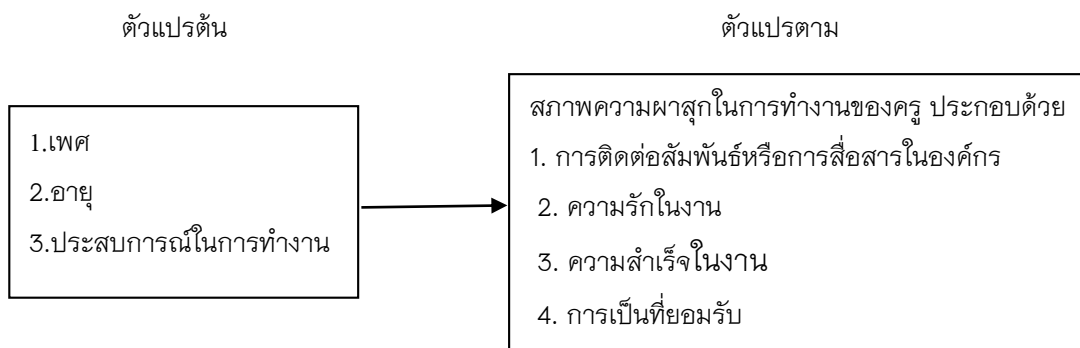 ตัวแปรต้น
ตัวแปรตาม
1.เพศ
2.อายุ
3.ประสบการณ์ในการทำงาน
สภาพความผาสุกในการทำงานของครู ประกอบด้วย
1. การติดต่อสัมพันธ์หรือการสื่อสารในองค์กร
2. ความรักในงาน
3. ความสำเร็จในงาน
4. การเป็นที่ยอมรับ